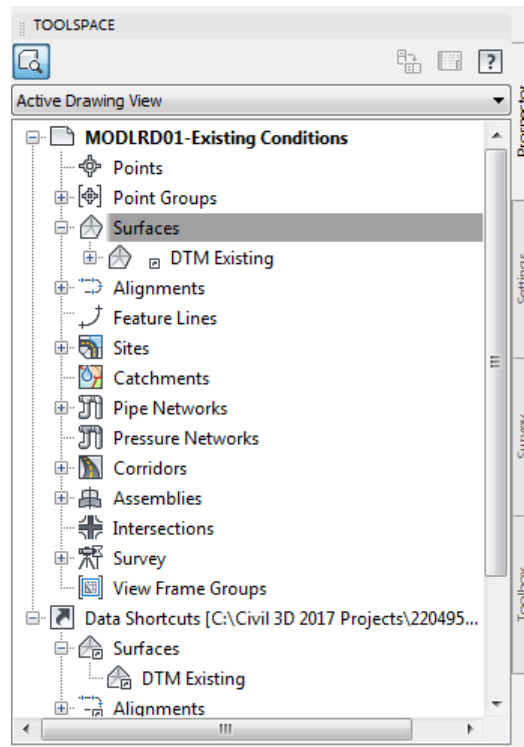 TOOLSPACE
?
Active Drawing View
MODLRD01-Existing Conditions
Points
Point Groups
Surfaces
DTM Existing
Alignments
Feature Lines
Sites
Catchments
Pipe Networks
Pressure Networks
Corridors
Assemblies
Intersections
Survey
View Frame Groups
Data Shortcuts [C:\Civil 3D 2017 Projects\220495...
Surfaces
DTM Existing
Alignments
Prospector
Settings
Survey
Toolbox